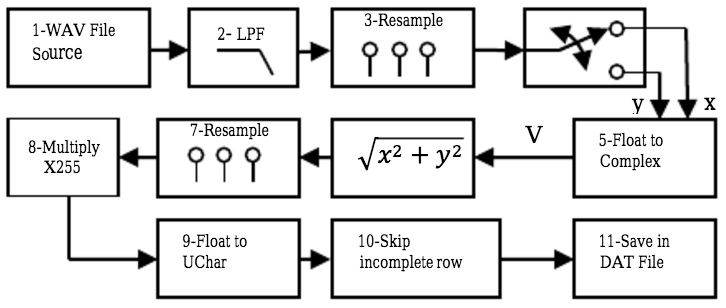 1-WAV File
Source
2- LPF
3-Resample
y
x
5-Float to
Complex
V
√x² + y²
7-Resample
8-Multiply
X255
9-Float to
UChar
10-Skip
incomplete row
11-Save in
DAT File